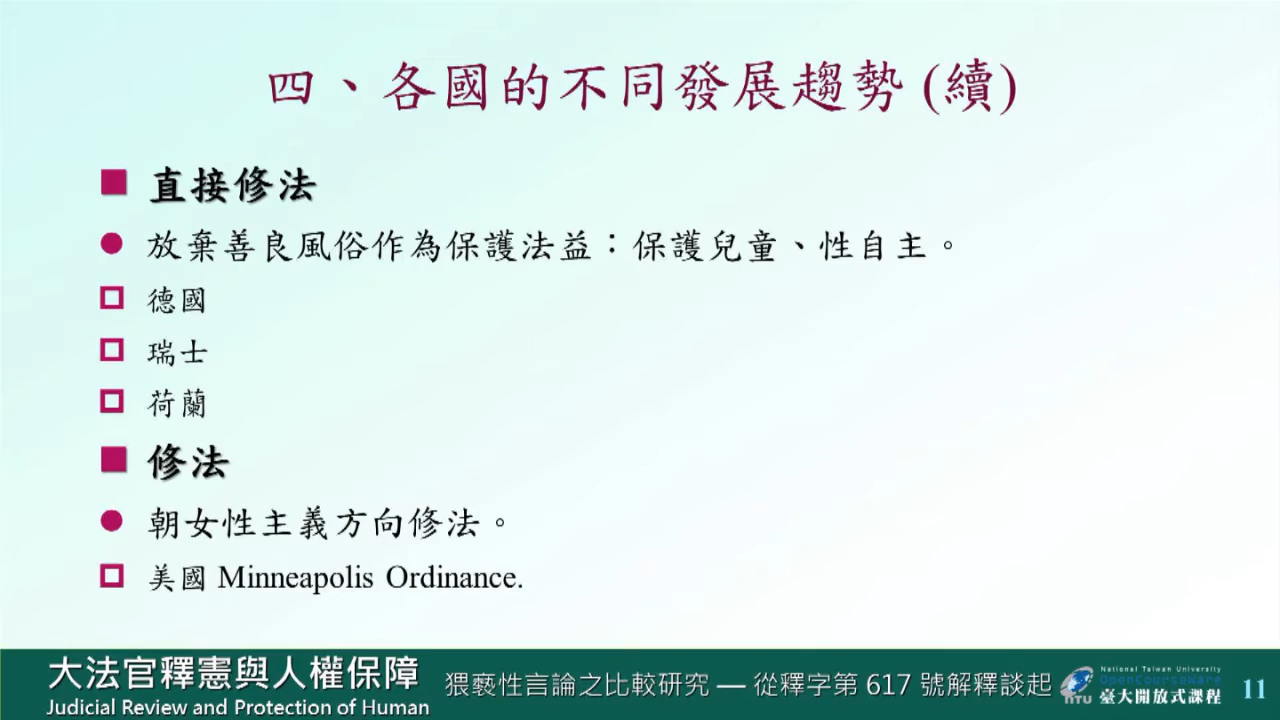 四、各國的不同發展趨勢 (續)
直接修法
放棄善良風俗作為保護法益：保護兒童、性自主。
德國
瑞士
荷蘭
修法
朝女性主義方向修法。
美國 Minneapolis Ordinance.
大法官釋憲與人權保障
Judicial Review and Protection of Human
猥褻性言論之比較研究 — 從釋字第 617 號解釋談起
National Taiwan University
OpenCourseware
NTU 臺大開放式課程
11